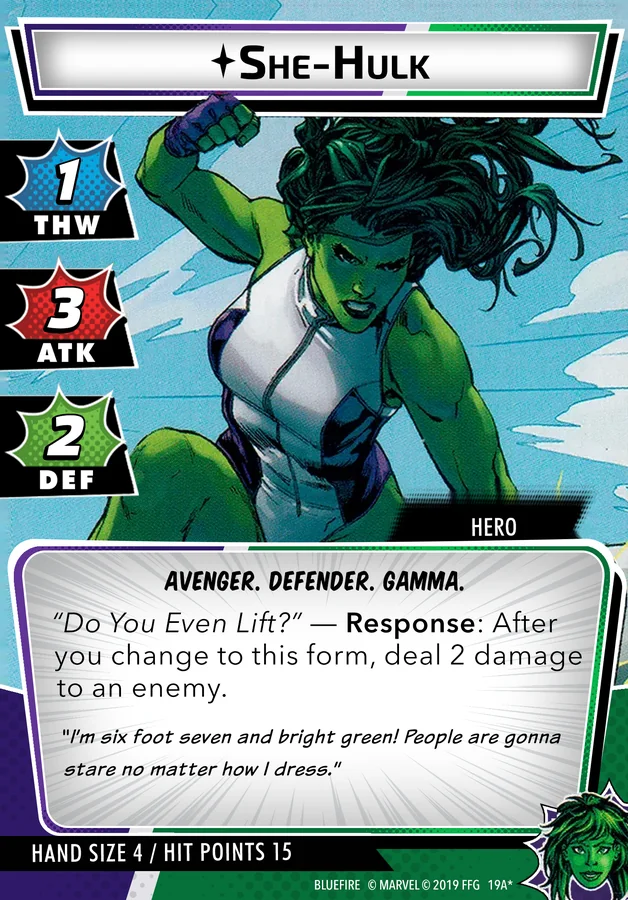 She-Hulk
1
THW
3
ATK
2
DEF
HERO
AVENGER. DEFENDER. GAMMA.
“Do You Even Lift?” — Response: After
you change to this form, deal 2 damage
to an enemy.
"I'm six foot seven and bright green! People are gonna
stare no matter how I dress."
HAND SIZE 4 / HIT POINTS 15
BLUEFIRE © MARVEL © 2019 FFG 19A*